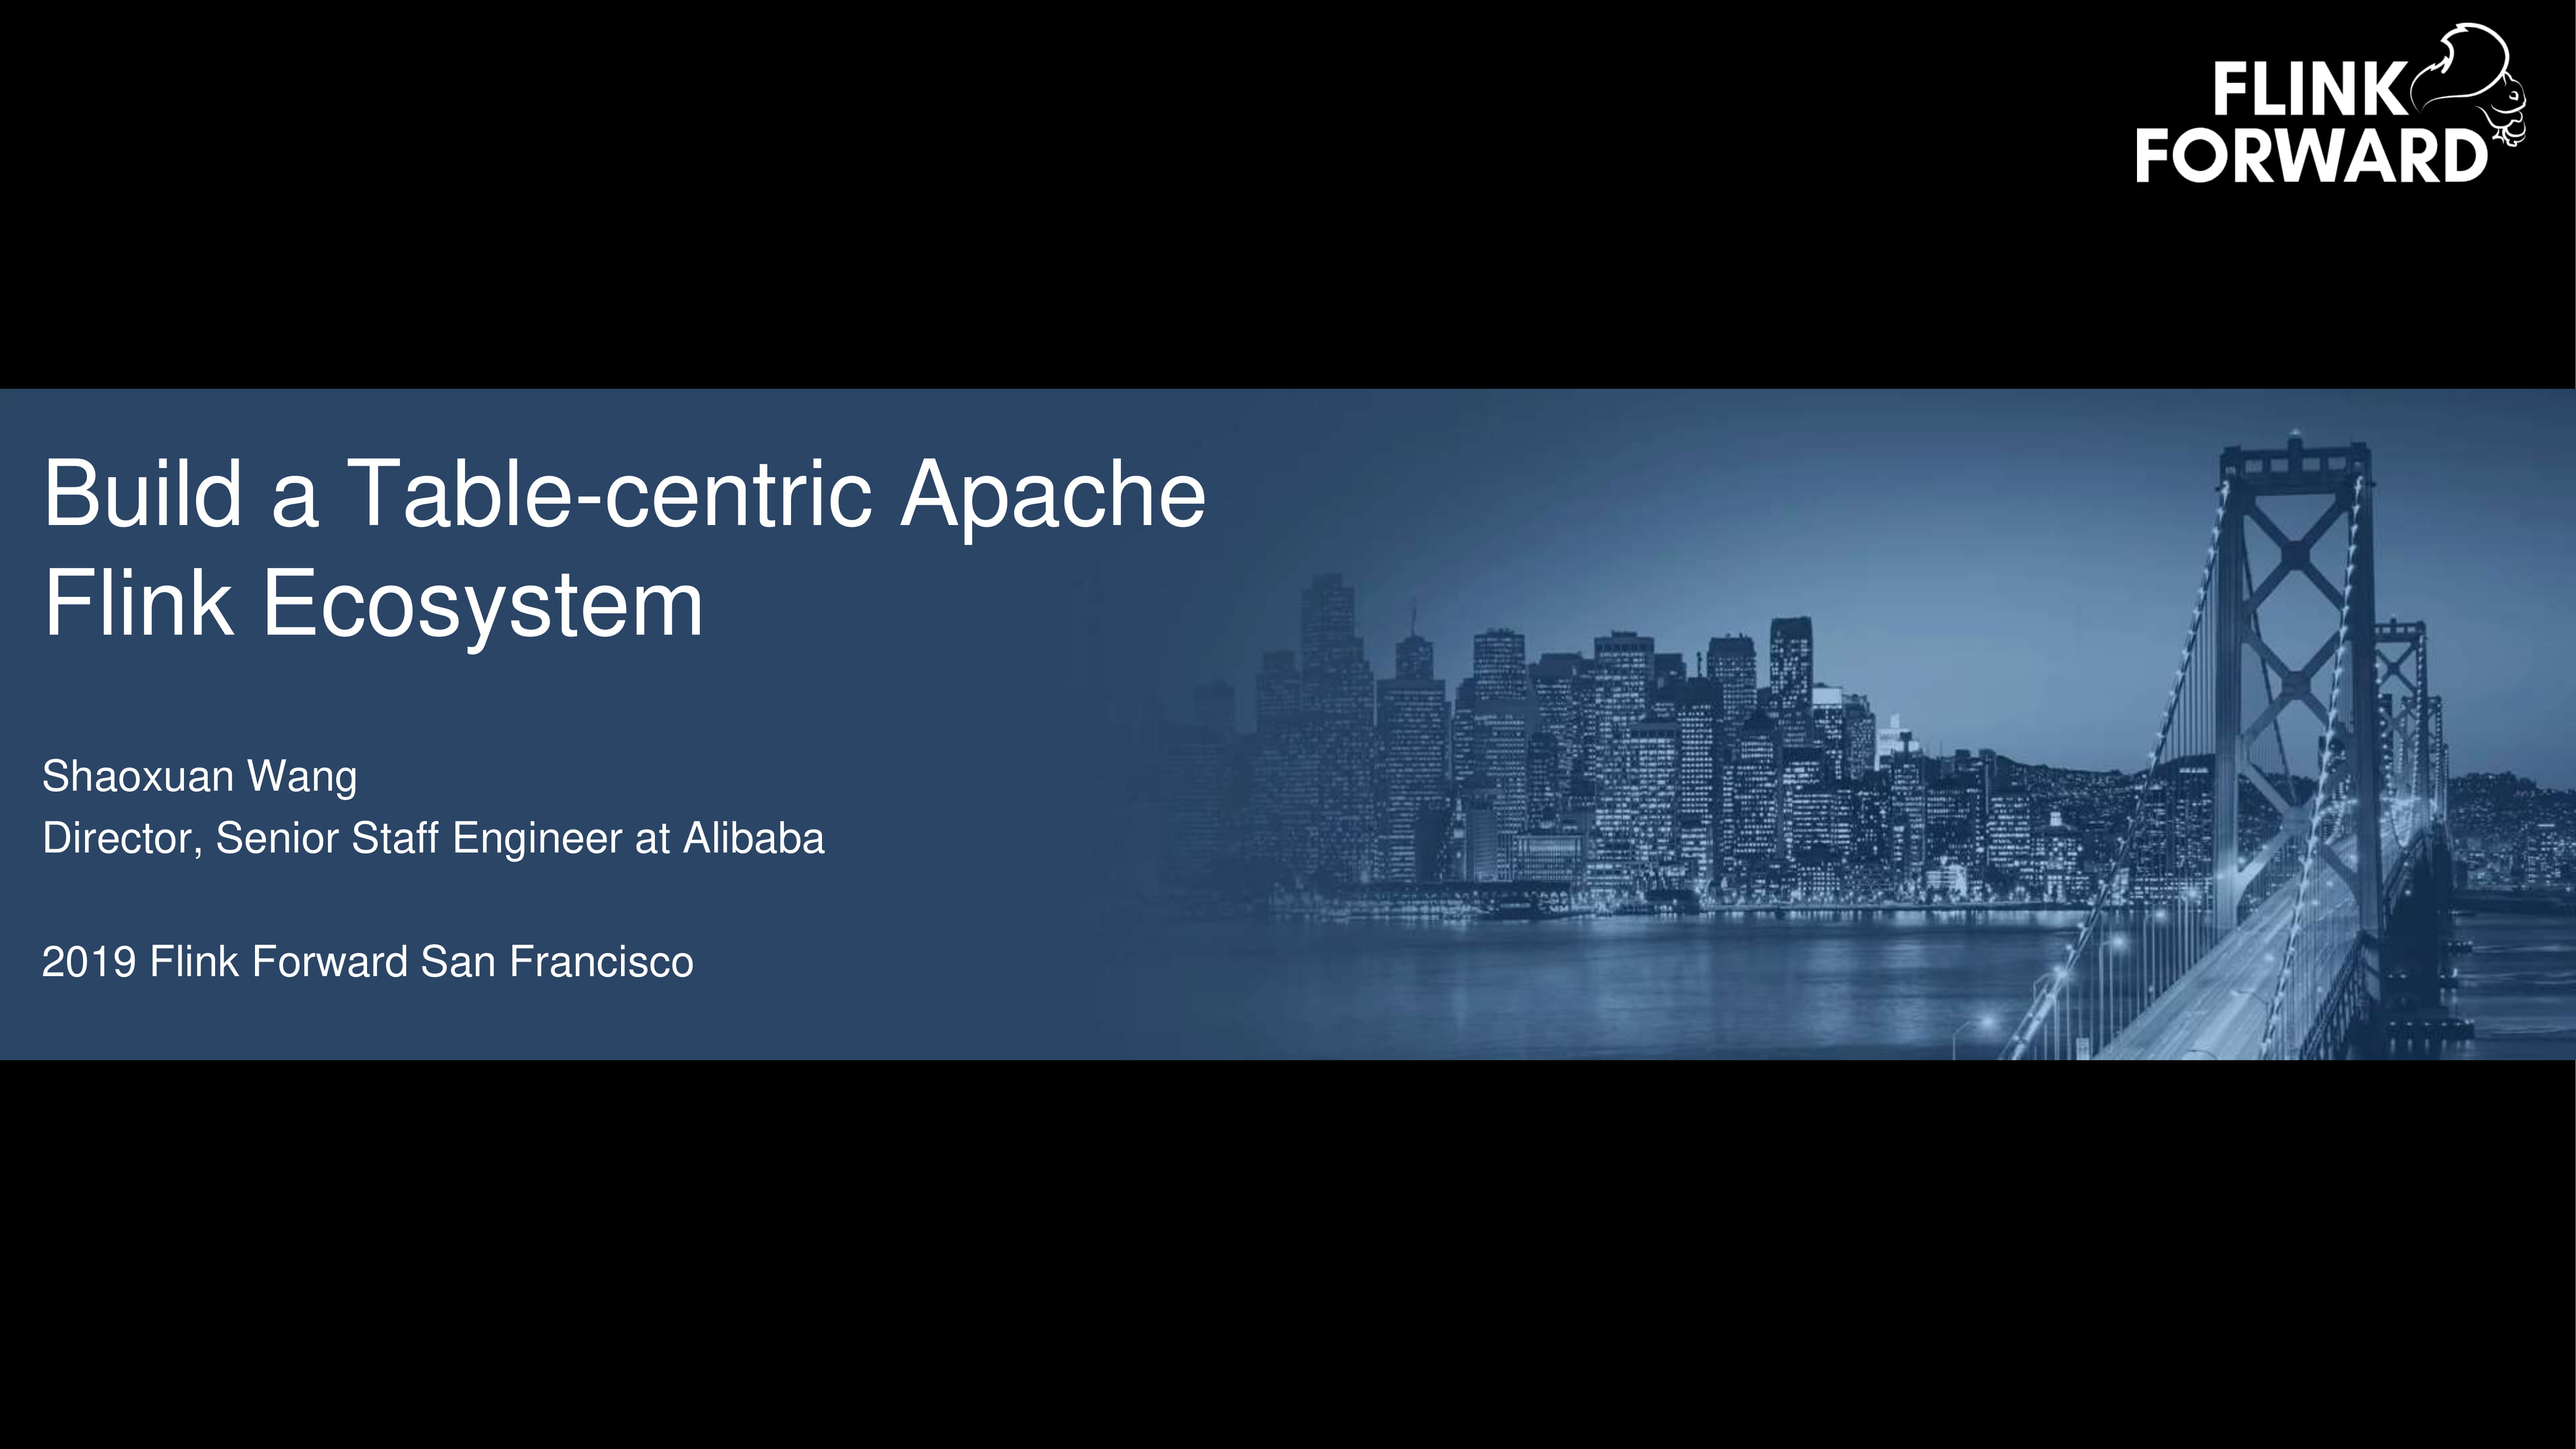 FLINK
FORWARD
Build a Table-centric Apache
Flink Ecosystem
Shaoxuan Wang
Director, Senior Staff Engineer at Alibaba
2019 Flink Forward San Francisco